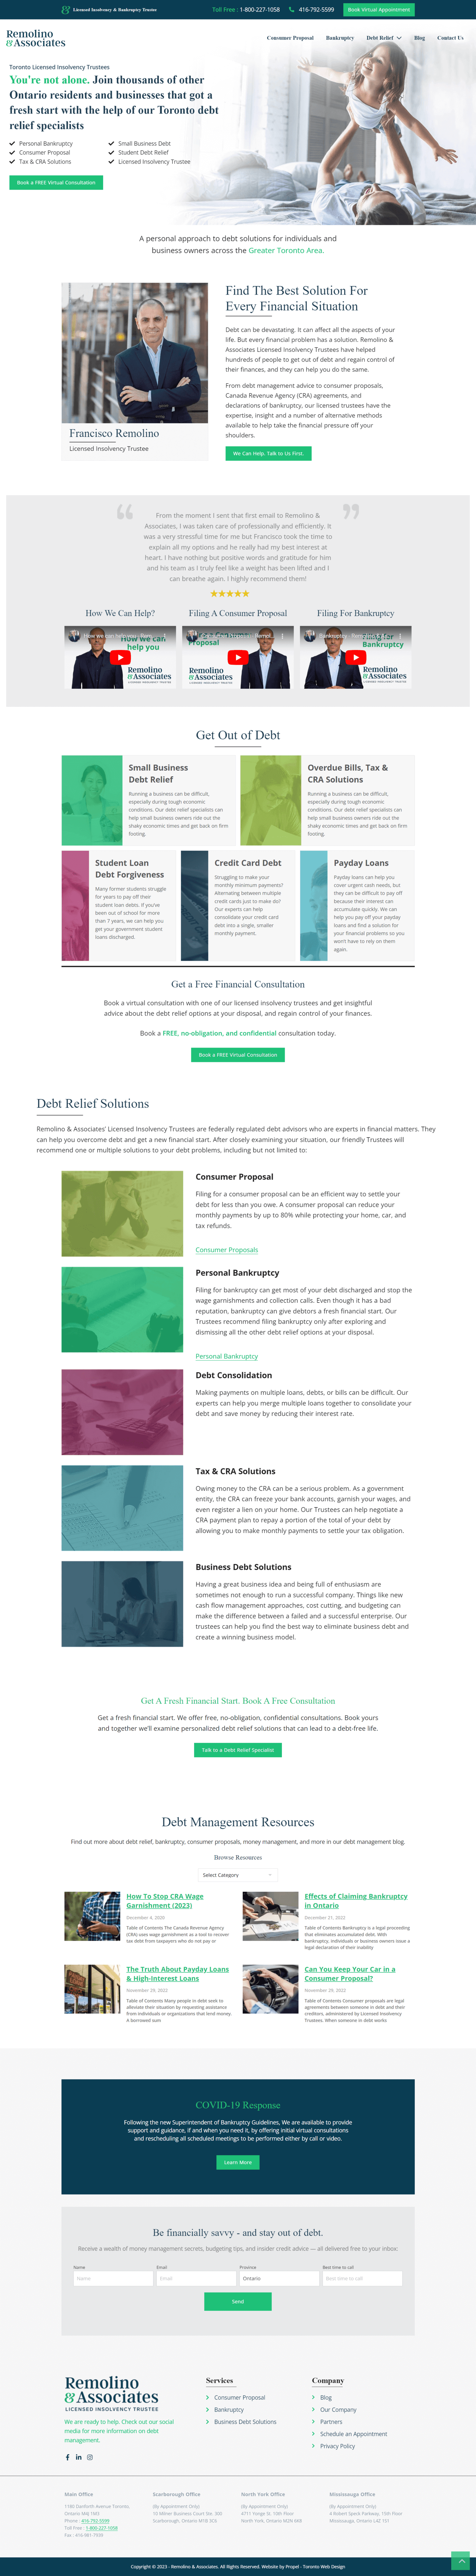 Licensed Insolvency & Bankruptcy Trustee
Toll Free : 1-800-227-1058
416-792-5599
Book Virtual Appointment
Remolino
&Associates
Consumer Proposal
Bankruptcy
Debt Relief
Blog
Contact Us
Toronto Licensed Insolvency Trustees
You're not alone. Join thousands of other
Ontario residents and businesses that got a
fresh start with the help of our Toronto debt
relief specialists
Personal Bankruptcy
Small Business Debt
Consumer Proposal
Student Debt Relief
Tax & CRA Solutions
Licensed Insolvency Trustee
Book a FREE Virtual Consultation
A personal approach to debt solutions for individuals and
business owners across the Greater Toronto Area.
Francisco Remolino
Licensed Insolvency Trustee
Find The Best Solution For
Every Financial Situation
Debt can be devastating. It can affect all the aspects of your
life. But every financial problem has a solution. Remolino &
Associates Licensed Insolvency Trustees have helped
hundreds of people to get out of debt and regain control of
their finances, and they can help you do the same.
From debt management advice to consumer proposals,
Canada Revenue Agency (CRA) agreements, and
declarations of bankruptcy, our licensed trustees have the
expertise, insight and a number of alternative methods
available to help take the financial pressure off your
shoulders.
We Can Help. Talk to Us First.
From the moment I sent that first email to Remolino &
Associates, I was taken care of professionally and efficiently. It
was a very stressful time for me but Francisco took the time to
explain all my options and he really had my best interest at
heart. I have nothing but positive words and gratitude for him
and his team as I truly feel like a weight has been lifted and I
can breathe again. I highly recommend them!
How We Can Help?
Filing A Consumer Proposal
Filing For Bankruptcy
How we can
help you
Remolino
&Associates
Proposal
Remolino
&Associates
Bankruptcy
Remolino
&Associates
Get Out of Debt
Small Business
Debt Relief
Running a business can be difficult,
especially during tough economic
conditions. Our debt relief specialists can
help small business owners ride out the
shaky economic times and get back on firm
footing.
Overdue Bills, Tax &
CRA Solutions
Running a business can be difficult,
especially during tough economic
conditions. Our debt relief specialists can
help small business owners ride out the
shaky economic times and get back on firm
footing.
Student Loan
Debt Forgiveness
Many former students struggle
for years to pay off their
student loan debts. If you've
been out of school for more
than 7 years, we can help you
get your government student
loans discharged.
Credit Card Debt
Struggling to make your
monthly minimum payments?
Alternating between multiple
credit cards just to make do?
Our experts can help
consolidate your credit card
debt into a single, smaller
monthly payment.
Payday Loans
Payday loans can help you
cover urgent cash needs, but
they can be difficult to pay off
because their interest can
accumulate quickly. We can
help you pay off your payday
loans and find a solution for
your financial problems so you
won't have to rely on them
again.
Get a Free Financial Consultation
Book a virtual consultation with one of our licensed insolvency trustees and get insightful
advice about the debt relief options at your disposal, and regain control of your finances.
Book a FREE, no-obligation, and confidential consultation today.
Book a FREE Virtual Consultation
Debt Relief Solutions
Remolino & Associates' Licensed Insolvency Trustees are federally regulated debt advisors who are experts in financial matters. They
can help you overcome debt and get a new financial start. After closely examining your situation, our friendly Trustees will
recommend one or multiple solutions to your debt problems, including but not limited to:
Consumer Proposal
Filing for a consumer proposal can be an efficient way to settle your
debt for less than you owe. A consumer proposal can reduce your
monthly payments by up to 80% while protecting your home, car, and
tax refunds.
Consumer Proposals
Personal Bankruptcy
Filing for bankruptcy can get most of your debt discharged and stop the
wage garnishments and collection calls. Even though it has a bad
reputation, bankruptcy can give debtors a fresh financial start. Our
Trustees recommend filing bankruptcy only after exploring and
dismissing all the other debt relief options at your disposal.
Personal Bankruptcy
Debt Consolidation
Making payments on multiple loans, debts, or bills can be difficult. Our
experts can help you merge multiple loans together to consolidate your
debt and save money by reducing their interest rate.
Tax & CRA Solutions
Owing money to the CRA can be a serious problem. As a government
entity, the CRA can freeze your bank accounts, garnish your wages, and
even register a lien on your home. Our Trustees can help negotiate a
CRA payment plan to repay a portion of the total of your debt by
allowing you to make monthly payments to settle your tax obligation.
Business Debt Solutions
Having a great business idea and being full of enthusiasm are
sometimes not enough to run a successful company. Things like new
cash flow management approaches, cost cutting, and budgeting can
make the difference between a failed and a successful enterprise. Our
trustees can help you find the best way to eliminate business debt and
create a winning business model.
Get A Fresh Financial Start. Book A Free Consultation
Get a fresh financial start. We offer free, no-obligation, confidential consultations. Book yours
and together we'll examine personalized debt relief solutions that can lead to a debt-free life.
Talk to a Debt Relief Specialist
Debt Management Resources
Find out more about debt relief, bankruptcy, consumer proposals, money management, and more in our debt management blog.
Browse Resources
Select Category
How To Stop CRA Wage
Garnishment (2023)
December 4, 2020
Table of Contents The Canada Revenue Agency
(CRA) uses wage garnishment as a tool to recover
tax debt from taxpayers who do not pay or
Effects of Claiming Bankruptcy
in Ontario
December 21, 2022
Table of Contents Bankruptcy is a legal proceeding
that eliminates accumulated debt. With
bankruptcy, individuals or business owners issue a
legal declaration of their inability
The Truth About Payday Loans
& High-Interest Loans
November 29, 2022
Table of Contents Many people in debt seek to
alleviate their situation by requesting assistance
from individuals or organizations that lend money.
A borrowed sum
Can You Keep Your Car in a
Consumer Proposal?
November 29, 2022
Table of Contents Consumer proposals are legal
agreements between someone in debt and their
creditors, administered by Licensed Insolvency
Trustees. When someone in debt works
COVID-19 Response
Following the new Superintendent of Bankruptcy Guidelines, We are available to provide
support and guidance, if and when you need it, by offering initial virtual consultations
and rescheduling all scheduled meetings to be performed either by call or video.
Learn More
Be financially savvy - and stay out of debt.
Receive a wealth of money management secrets, budgeting tips, and insider credit advice — all delivered free to your inbox:
Name
Email
Province
Best time to call
Name
Email
Ontario
Best time to call
Send
Remolino
&Associates
LICENSED INSOLVENCY TRUSTEE
We are ready to help. Check out our social
media for more information on debt
management.
Services
Consumer Proposal
Bankruptcy
Business Debt Solutions
Company
Blog
Our Company
Partners
Schedule an Appointment
Privacy Policy
Main Office
1780 Danforth Avenue Toronto,
Ontario M4J 1M3
Phone : 416-792-5599
Toll Free : 1-800-227-1058
Fax : 416-981-7939
Scarborough Office
(By Appointment Only)
10 Milner Business Court Ste. 300
Scarborough, Ontario M1B 3C6
North York Office
(By Appointment Only)
4711 Yonge St. 10th Floor
North York, Ontario M2N 6K8
Mississauga Office
(By Appointment Only)
4 Robert Speck Parkway, 15th Floor
Mississauga, Ontario L4Z 1S1
Copyright © 2023 - Remolino & Associates. All Rights Reserved. Website by Propel - Toronto Web Design